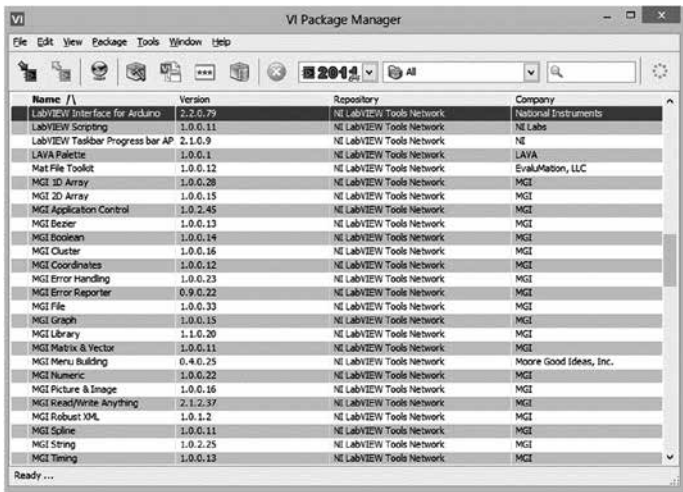 VI VI Package Manager
File Edit View Package Tools Window Help
2014 All
Name /\ Version Repository Company
LabVIEW Interface for Arduino 2.2.0.79 NI LabVIEW Tools Network National Instruments
LabVIEW Scripting 1.0.0.11 NI LabVIEW Tools Network NI Labs
LabVIEW Taskbar Progress bar AP 2.1.0.9 NI LabVIEW Tools Network NI
LAVA Palette 1.0.0.1 NI LabVIEW Tools Network LAVA
Mat File Toolkit 1.0.0.12 NI LabVIEW Tools Network EvaluMation, LLC
MGI 1D Array 1.0.0.28 NI LabVIEW Tools Network MGI
MGI 2D Array 1.0.0.15 NI LabVIEW Tools Network MGI
MGI Application Control 1.0.2.45 NI LabVIEW Tools Network MGI
MGI Bezier 1.0.0.13 NI LabVIEW Tools Network MGI
MGI Boolean 1.0.0.14 NI LabVIEW Tools Network MGI
MGI Cluster 1.0.0.16 NI LabVIEW Tools Network MGI
MGI Coordinates 1.0.0.12 NI LabVIEW Tools Network MGI
MGI Error Handling 1.0.0.23 NI LabVIEW Tools Network MGI
MGI Error Reporter 0.9.0.22 NI LabVIEW Tools Network MGI
MGI File 1.0.0.33 NI LabVIEW Tools Network MGI
MGI Graph 1.0.0.15 NI LabVIEW Tools Network MGI
MGI Library 1.1.0.20 NI LabVIEW Tools Network MGI
MGI Matrix & Vector 1.0.0.11 NI LabVIEW Tools Network MGI
MGI Menu Building 0.4.0.25 NI LabVIEW Tools Network Moore Good Ideas, Inc.
MGI Numeric 1.0.0.22 NI LabVIEW Tools Network MGI
MGI Picture & Image 1.0.0.16 NI LabVIEW Tools Network MGI
MGI Read/Write Anything 2.1.2.37 NI LabVIEW Tools Network MGI
MGI Robust XML 1.0.1.2 NI LabVIEW Tools Network MGI
MGI Spline 1.0.0.11 NI LabVIEW Tools Network MGI
MGI String 1.0.2.25 NI LabVIEW Tools Network MGI
MGI Timing 1.0.0.13 NI LabVIEW Tools Network MGI
Ready ...